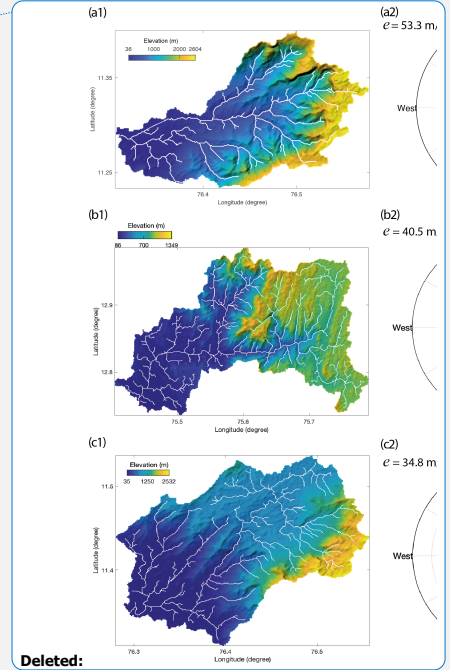 (a1)
Elevation (m)
36 1000 2000 2604
11.35
11.25
Latitude (degree)
76.4 76.5
Longitude (degree)
(a2)
e = 53.3 m/
West
(b1)
Elevation (m)
86 700 1349
12.9
12.8
Latitude (degree)
75.5 75.6 75.7
Longitude (degree)
(b2)
e = 40.5 m
West
(c1)
Elevation (m)
35 1250 2532
11.5
11.4
Latitude (degree)
76.3 76.4 76.5
Longitude (degree)
(c2)
e = 34.8 m
West
Deleted: